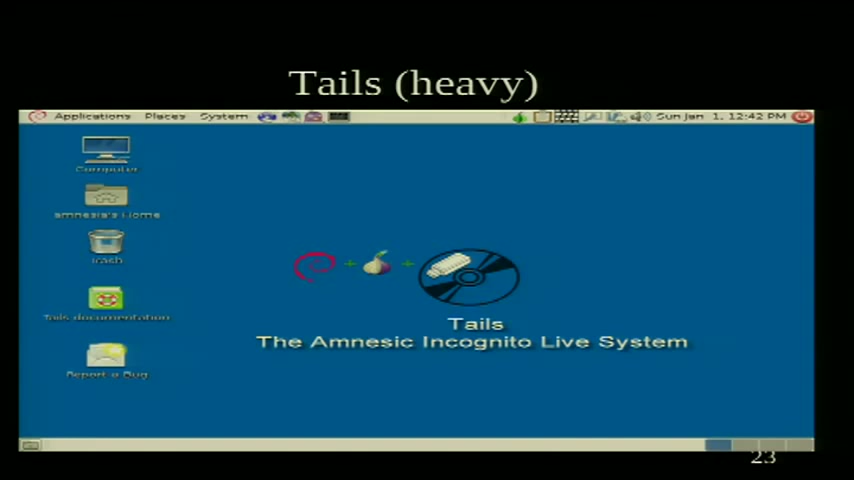 Tails (heavy)
Applications Places System Sun Jan 1, 12:42 PM
Computer
amnesia's Home
Trash
Tails documentation
Report a Bug
Tails
The Amnesic Incognito Live System
23